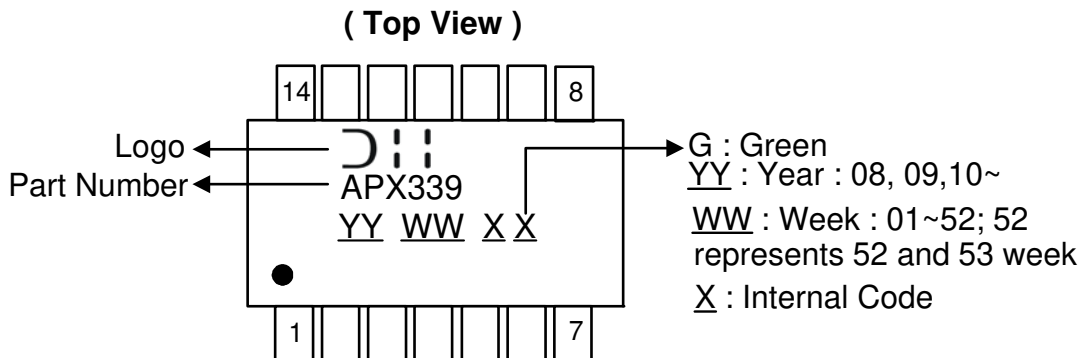 ( Top View )
14 8
Logo
Part Number
APX339
YY WW X X
G : Green
YY : Year : 08, 09,10~
WW : Week : 01~52; 52
represents 52 and 53 week
X : Internal Code
1 7